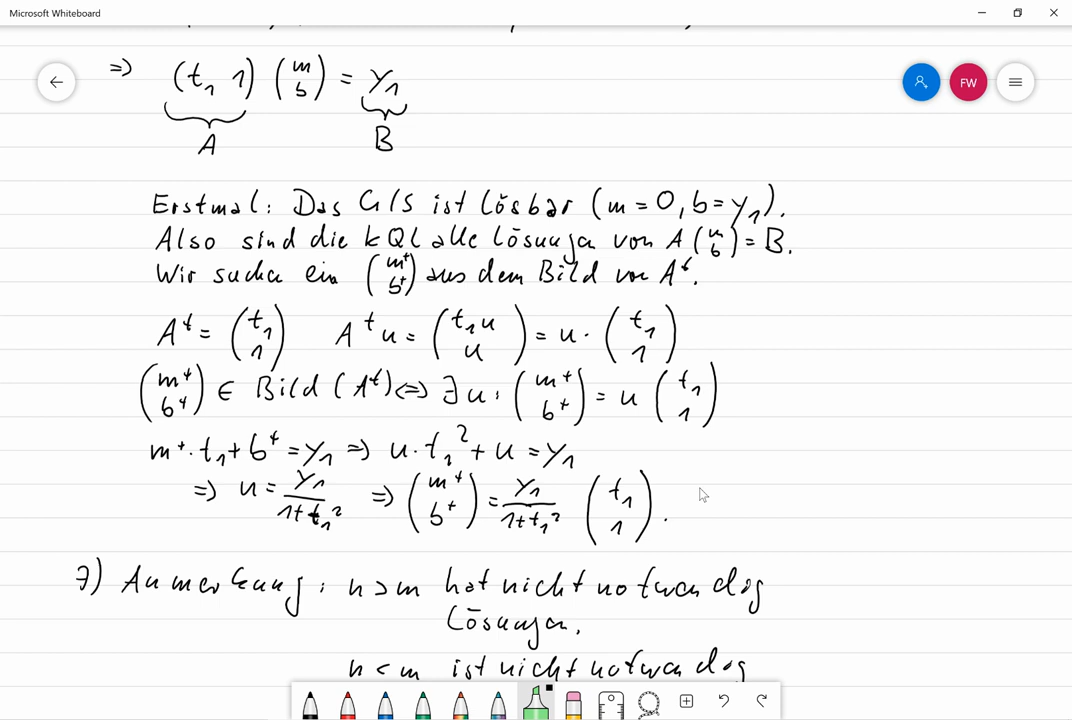 Microsoft Whiteboard
FW
=> (t₁ 1) (m b) = y₁
A B
Erstmal: Das GlS ist lösbar (m = 0, b = y₁).
Also sind die kQL alle Lösungen von A (m b) = B.
Wir suchen ein (m⁺ b⁺) aus dem Bild von Aᵗ.
Aᵗ = (t₁ 1) Aᵗu = (t₁u u) = u · (t₁ 1)
(m⁺ b⁺) ∈ Bild (Aᵗ) <=> ∃u : (m⁺ b⁺) = u (t₁ 1)
m⁺ · t₁ + b⁺ = y₁ => u · t₁² + u = y₁
=> u = y₁/(1+t₁²) => (m⁺ b⁺) = y₁/(1+t₁²) (t₁ 1).
7) Anmerkung: n>m hat nicht notwendig
Lösungen.
n<m ist nicht notwendig